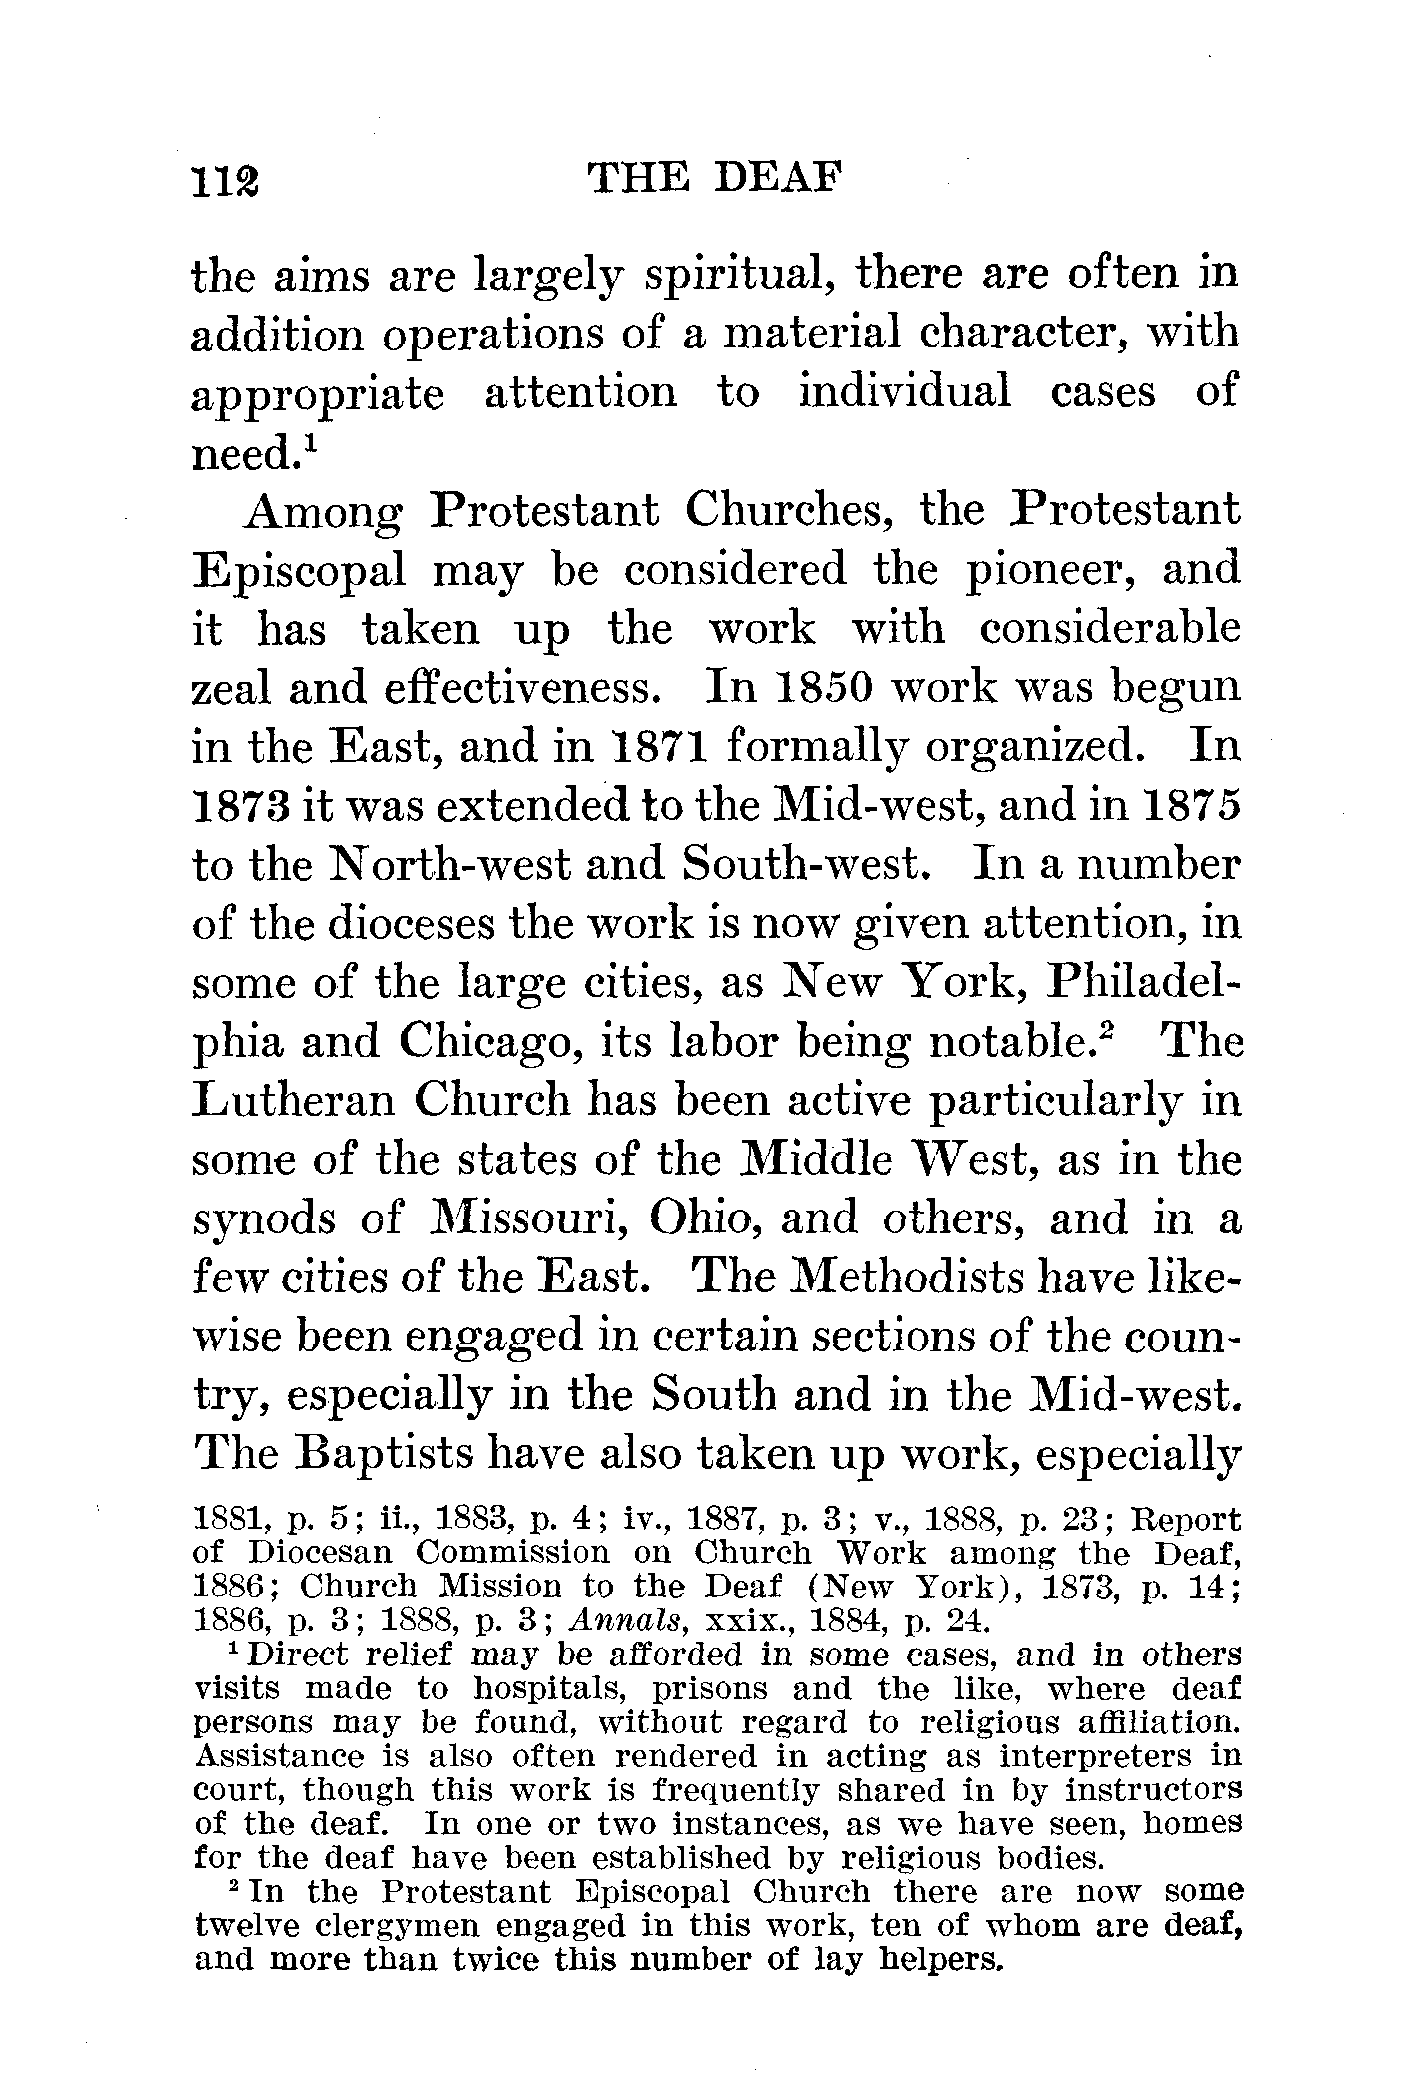 112 THE DEAF
the aims are largely spiritual, there are often in
addition operations of a material character, with
appropriate attention to individual cases of
need.¹
Among Protestant Churches, the Protestant
Episcopal may be considered the pioneer, and
it has taken up the work with considerable
zeal and effectiveness. In 1850 work was begun
in the East, and in 1871 formally organized. In
1873 it was extended to the Mid-west, and in 1875
to the North-west and South-west. In a number
of the dioceses the work is now given attention, in
some of the large cities, as New York, Philadel-
phia and Chicago, its labor being notable.² The
Lutheran Church has been active particularly in
some of the states of the Middle West, as in the
synods of Missouri, Ohio, and others, and in a
few cities of the East. The Methodists have like-
wise been engaged in certain sections of the coun-
try, especially in the South and in the Mid-west.
The Baptists have also taken up work, especially
1881, p. 5; ii., 1883, p. 4; iv., 1887, p. 3; v., 1888, p. 23; Report
of Diocesan Commission on Church Work among the Deaf,
1886; Church Mission to the Deaf (New York), 1873, p. 14;
1886, p. 3; 1888, p. 3; Annals, xxix., 1884, p. 24.
¹ Direct relief may be afforded in some cases, and in others
visits made to hospitals, prisons and the like, where deaf
persons may be found, without regard to religious affiliation.
Assistance is also often rendered in acting as interpreters in
court, though this work is frequently shared in by instructors
of the deaf. In one or two instances, as we have seen, homes
for the deaf have been established by religious bodies.
² In the Protestant Episcopal Church there are now some
twelve clergymen engaged in this work, ten of whom are deaf,
and more than twice this number of lay helpers.